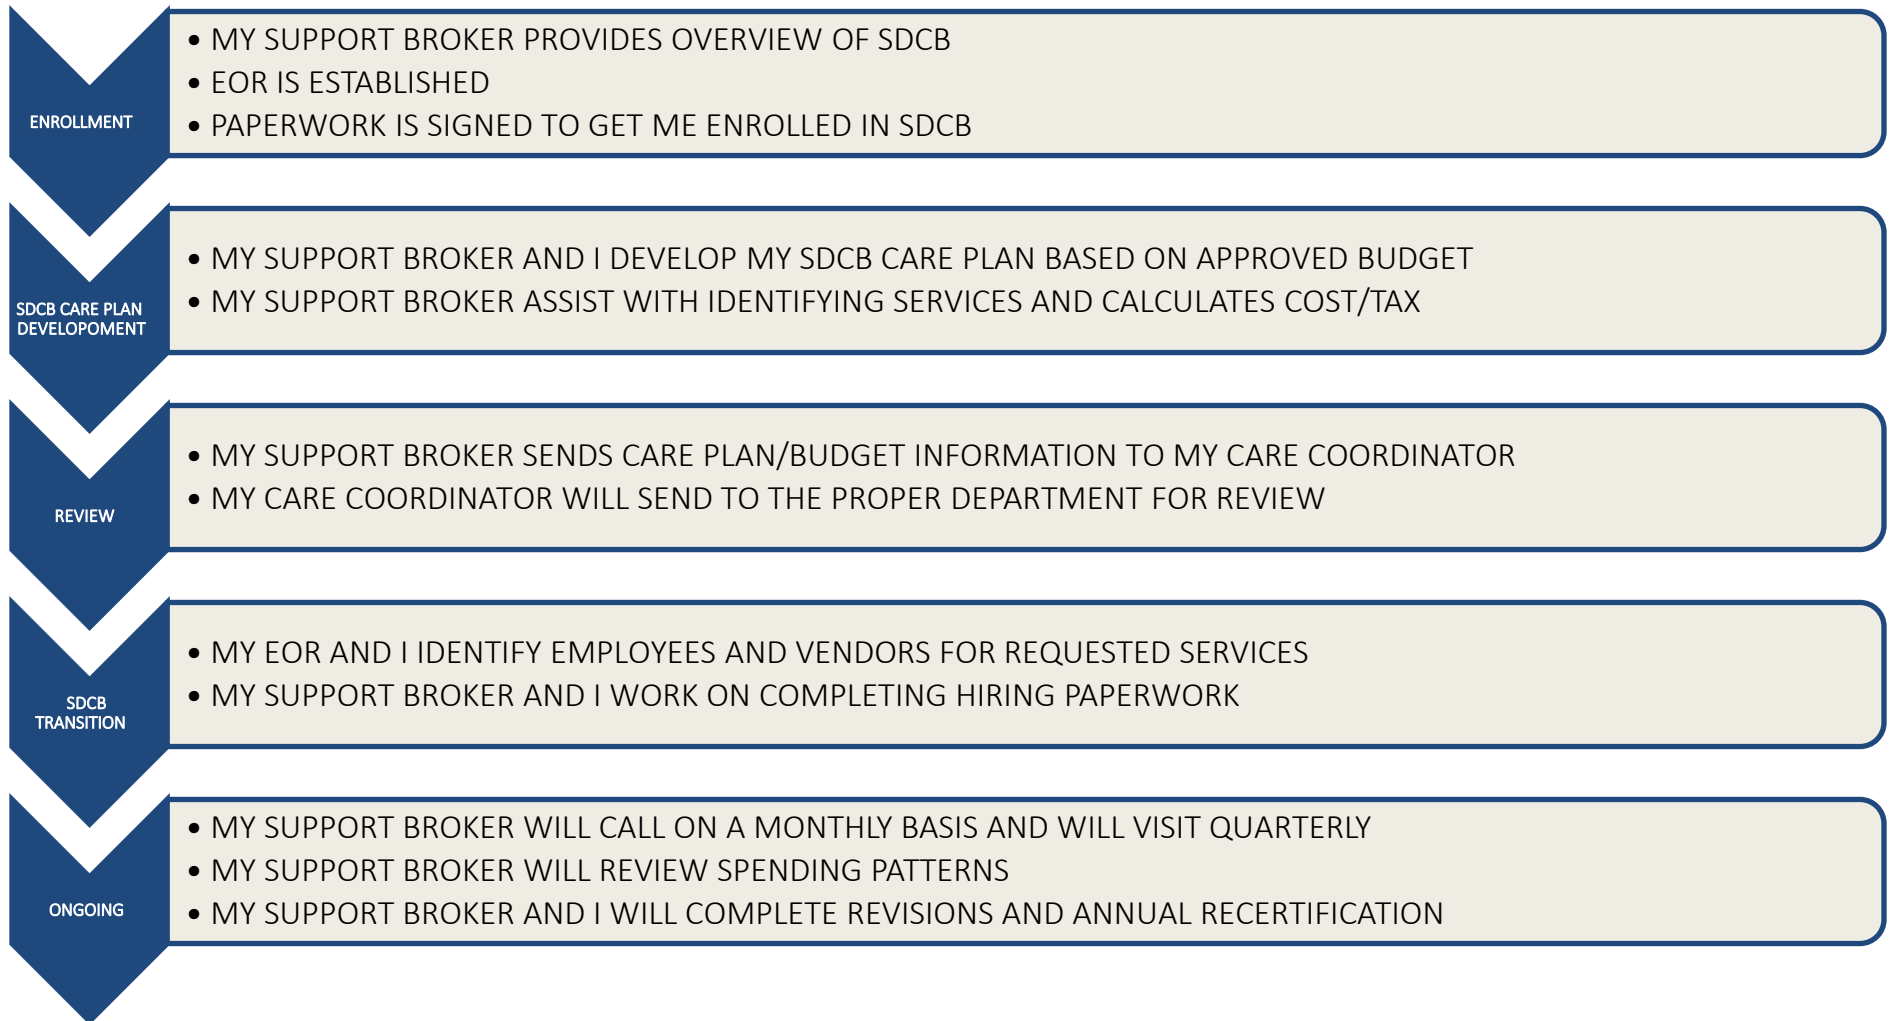 ENROLLMENT
• MY SUPPORT BROKER PROVIDES OVERVIEW OF SDCB
• EOR IS ESTABLISHED
• PAPERWORK IS SIGNED TO GET ME ENROLLED IN SDCB
SDCB CARE PLAN
DEVELOPOMENT
• MY SUPPORT BROKER AND I DEVELOP MY SDCB CARE PLAN BASED ON APPROVED BUDGET
• MY SUPPORT BROKER ASSIST WITH IDENTIFYING SERVICES AND CALCULATES COST/TAX
REVIEW
• MY SUPPORT BROKER SENDS CARE PLAN/BUDGET INFORMATION TO MY CARE COORDINATOR
• MY CARE COORDINATOR WILL SEND TO THE PROPER DEPARTMENT FOR REVIEW
SDCB
TRANSITION
• MY EOR AND I IDENTIFY EMPLOYEES AND VENDORS FOR REQUESTED SERVICES
• MY SUPPORT BROKER AND I WORK ON COMPLETING HIRING PAPERWORK
ONGOING
• MY SUPPORT BROKER WILL CALL ON A MONTHLY BASIS AND WILL VISIT QUARTERLY
• MY SUPPORT BROKER WILL REVIEW SPENDING PATTERNS
• MY SUPPORT BROKER AND I WILL COMPLETE REVISIONS AND ANNUAL RECERTIFICATION